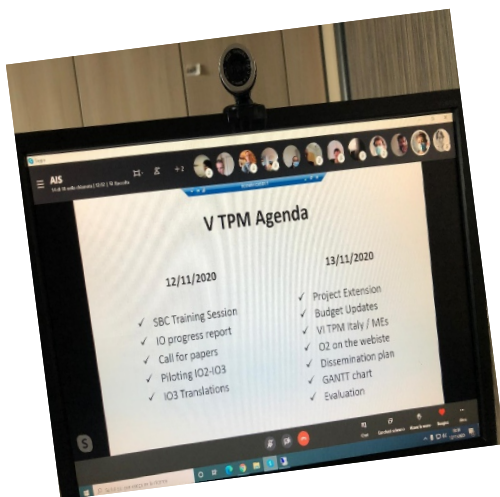 AIS
V TPM Agenda
12/11/2020
✓ SBC Training Session
✓ IO progress report
✓ Call for papers
✓ Piloting IO2-IO3
✓ IO3 Translations
13/11/2020
✓ Project Extension
✓ Budget Updates
✓ VI TPM Italy / MEs
✓ O2 on the webiste
✓ Dissemination plan
✓ GANTT chart
✓ Evaluation